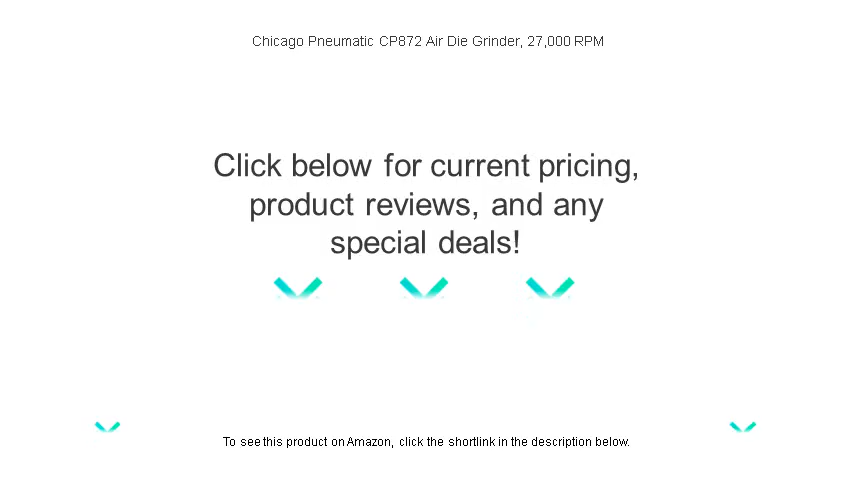 Chicago Pneumatic CP872 Air Die Grinder, 27,000 RPM
Click below for current pricing,
product reviews, and any
special deals!
To see this product on Amazon, click the shortlink in the description below.